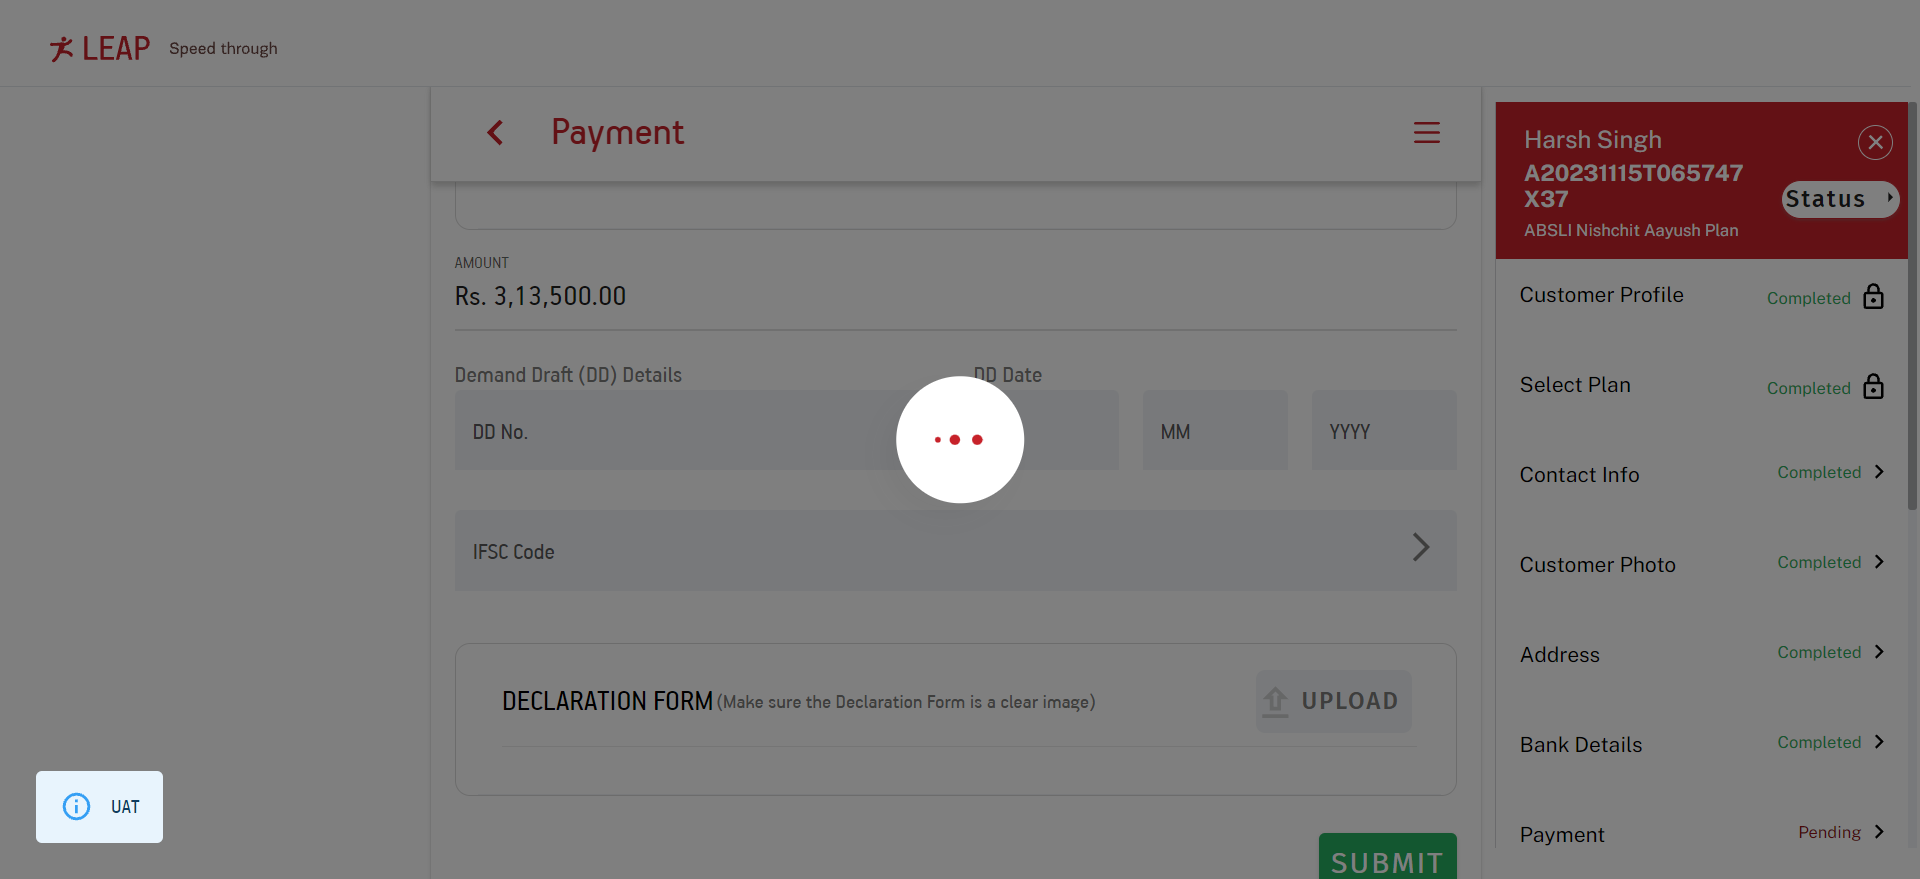 LEAP Speed through
Payment
AMOUNT
Rs. 3,13,500.00
Demand Draft (DD) Details
DD Date
DD No.
MM
YYYY
IFSC Code
DECLARATION FORM (Make sure the Declaration Form is a clear image)
UPLOAD
SUBMIT
UAT
Harsh Singh
A20231115T065747
X37
Status
ABSLI Nishchit Aayush Plan
Customer Profile Completed
Select Plan Completed
Contact Info Completed
Customer Photo Completed
Address Completed
Bank Details Completed
Payment Pending